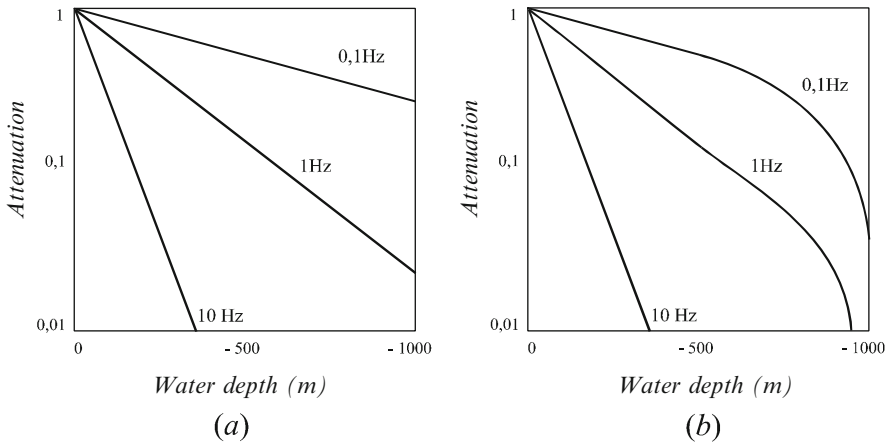 1
0,1Hz
Attenuation
0,1
1Hz
10 Hz
0,01
0
- 500
- 1000
Water depth (m)
(a)
1
0,1Hz
Attenuation
0,1
1Hz
10 Hz
0,01
0
- 500
- 1000
Water depth (m)
(b)